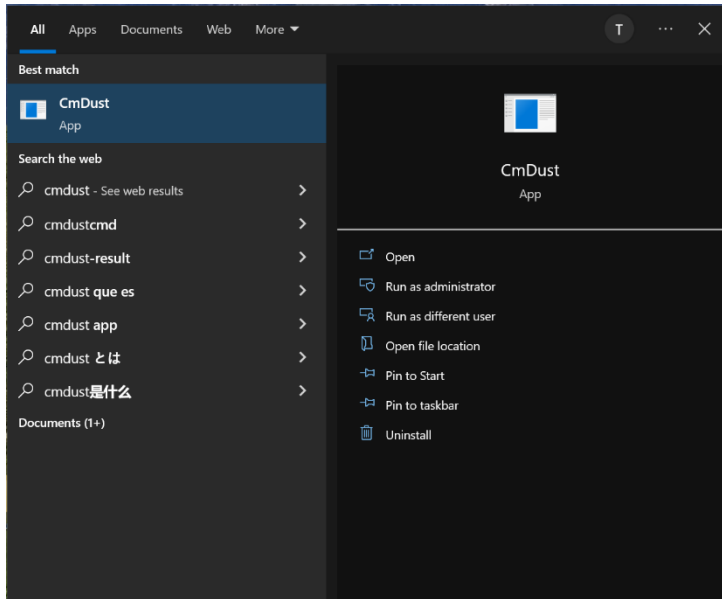 All Apps Documents Web More T
Best match
CmDust
App
Search the web
cmdust - See web results
cmdustcmd
cmdust-result
cmdust que es
cmdust app
cmdust とは
cmdust是什么
Documents (1+)
CmDust
App
Open
Run as administrator
Run as different user
Open file location
Pin to Start
Pin to taskbar
Uninstall